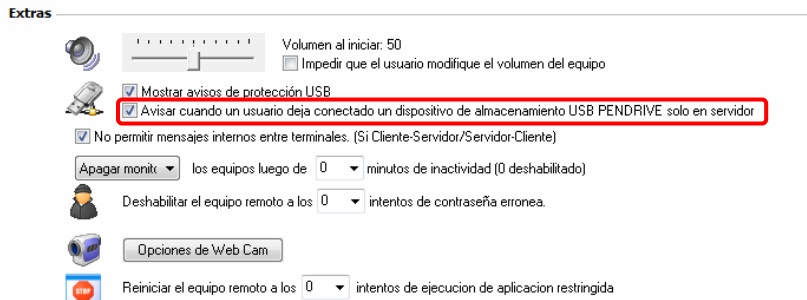 Extras
Volumen al iniciar: 50
Impedir que el usuario modifique el volumen del equipo
Mostrar avisos de protección USB
Avisar cuando un usuario deja conectado un dispositivo de almacenamiento USB PENDRIVE solo en servidor
No permitir mensajes internos entre terminales. (Si Cliente-Servidor/Servidor-Cliente)
Apagar monitc los equipos luego de 0 minutos de inactividad (0 deshabilitado)
Deshabilitar el equipo remoto a los 0 intentos de contraseña erronea.
Opciones de Web Cam
STOP
Reiniciar el equipo remoto a los 0 intentos de ejecucion de aplicacion restringida